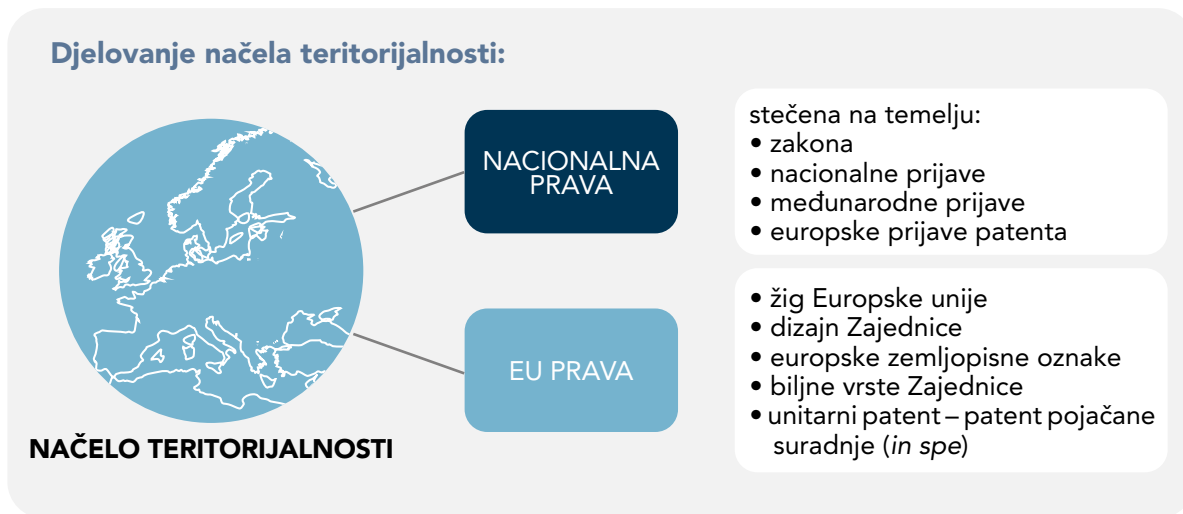 Djelovanje načela teritorijalnosti:
NAČELO TERITORIJALNOSTI
NACIONALNA
PRAVA
stečena na temelju:
• zakona
• nacionalne prijave
• međunarodne prijave
• europske prijave patenta
EU PRAVA
• žig Europske unije
• dizajn Zajednice
• europske zemljopisne oznake
• biljne vrste Zajednice
• unitarni patent – patent pojačane
suradnje (in spe)